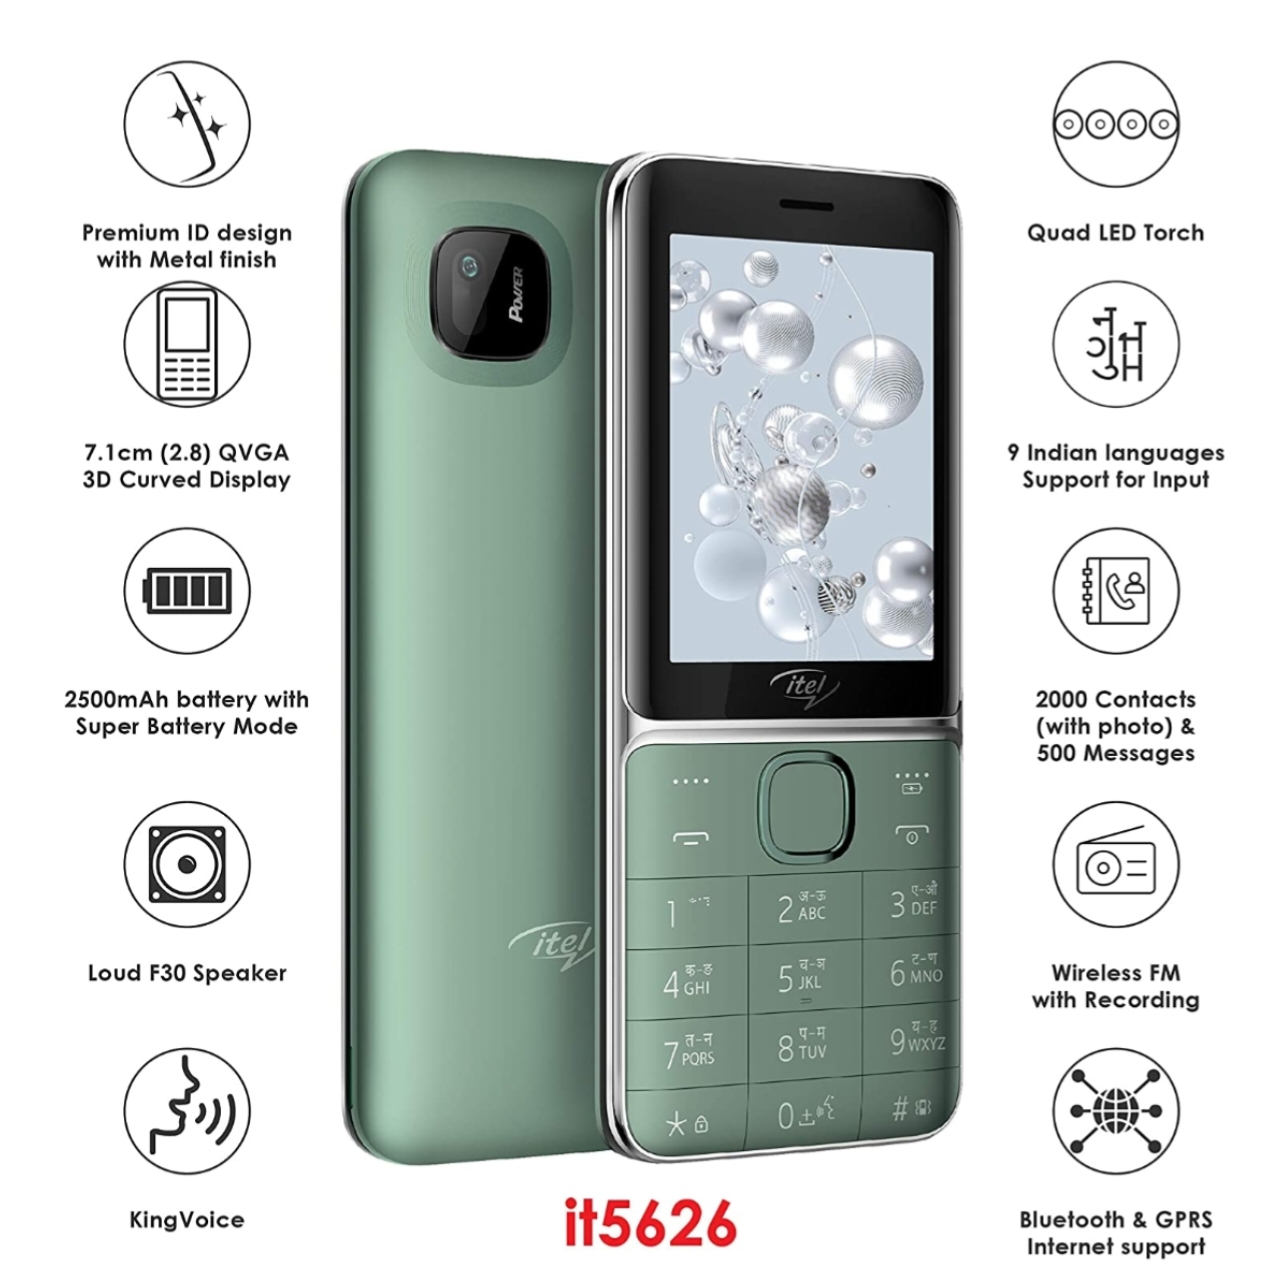 Premium ID design
with Metal finish
7.1cm (2.8) QVGA
3D Curved Display
2500mAh battery with
Super Battery Mode
Loud F30 Speaker
KingVoice
POWER
itel
itel
1
2 अ-ऊ ABC
3 ए-औ DEF
4 क-ङ GHI
5 च-ञ JKL
6 ट-ण MNO
7 त-न PQRS
8 प-म TUV
9 य-ह WXYZ
* 0 + #
it5626
Quad LED Torch
9 Indian languages
Support for Input
2000 Contacts
(with photo) &
500 Messages
Wireless FM
with Recording
Bluetooth & GPRS
Internet support